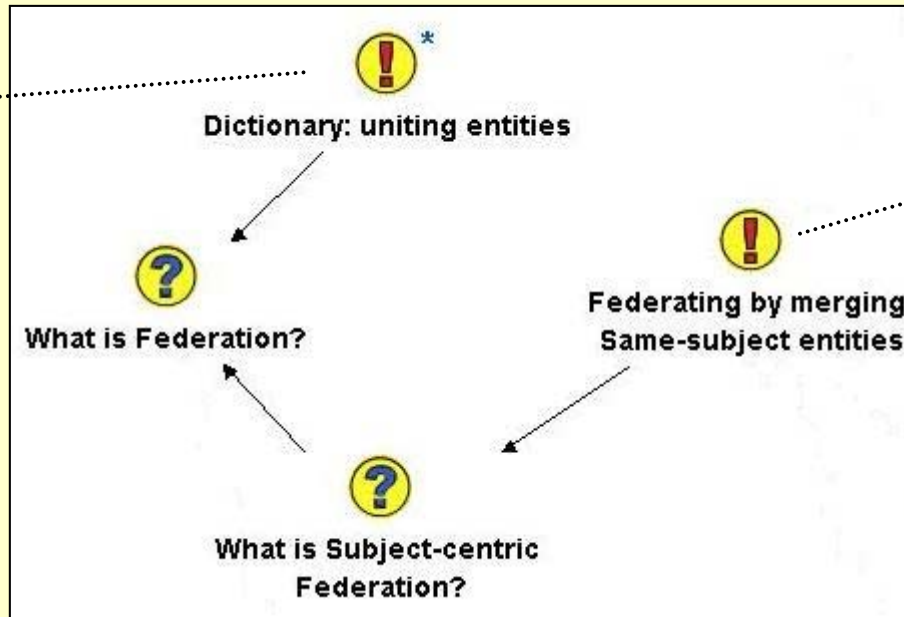 *
Dictionary: uniting entities
What is Federation?
Federating by merging
Same-subject entities
What is Subject-centric
Federation?